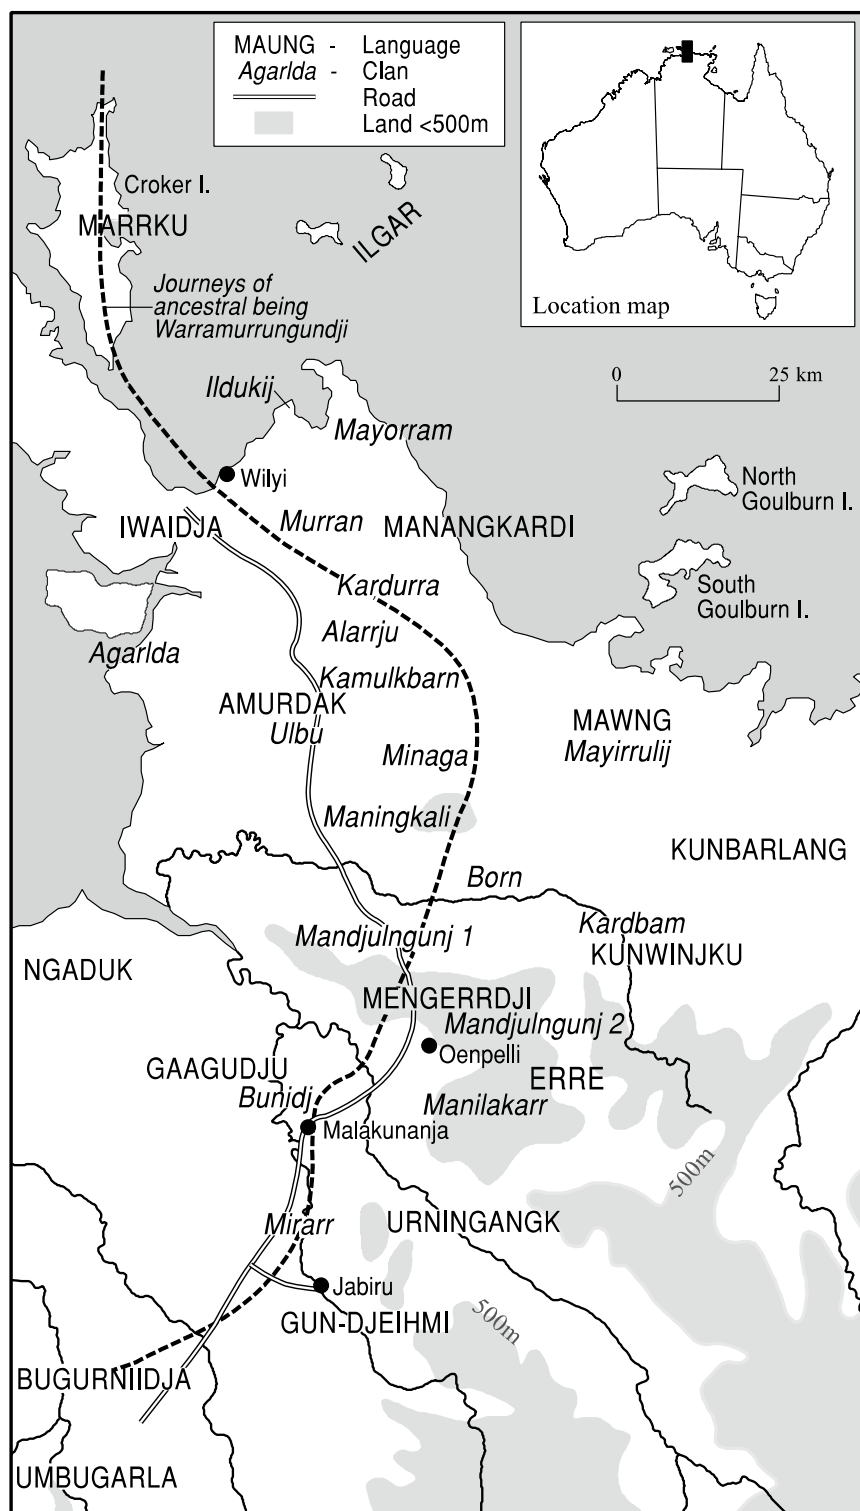 MAUNG - Language
Agarlda - Clan
Road
Land <500m
Location map
0 25 km
Croker I.
MARRKU
ILGAR
Journeys of
ancestral being
Warramurrungundji
Ildukij
Mayorram
Wilyi
North
Goulburn I.
IWAIDJA
Murran
MANANGKARDI
Kardurra
South
Goulburn I.
Alarrju
Agarlda
Kamulkbarn
AMURDAK
Ulbu
MAWNG
Mayirrulij
Minaga
Maningkali
KUNBARLANG
Born
Kardbam
Mandjulngunj 1
KUNWINJKU
NGADUK
MENGERRDJI
Mandjulngunj 2
Oenpelli
GAAGUDJU
ERRE
Bunidj
Manilakarr
Malakunanja
500m
Mirarr
URNINGANGK
Jabiru
500m
GUN-DJEIHMI
BUGURNIIDJA
UMBUGARLA